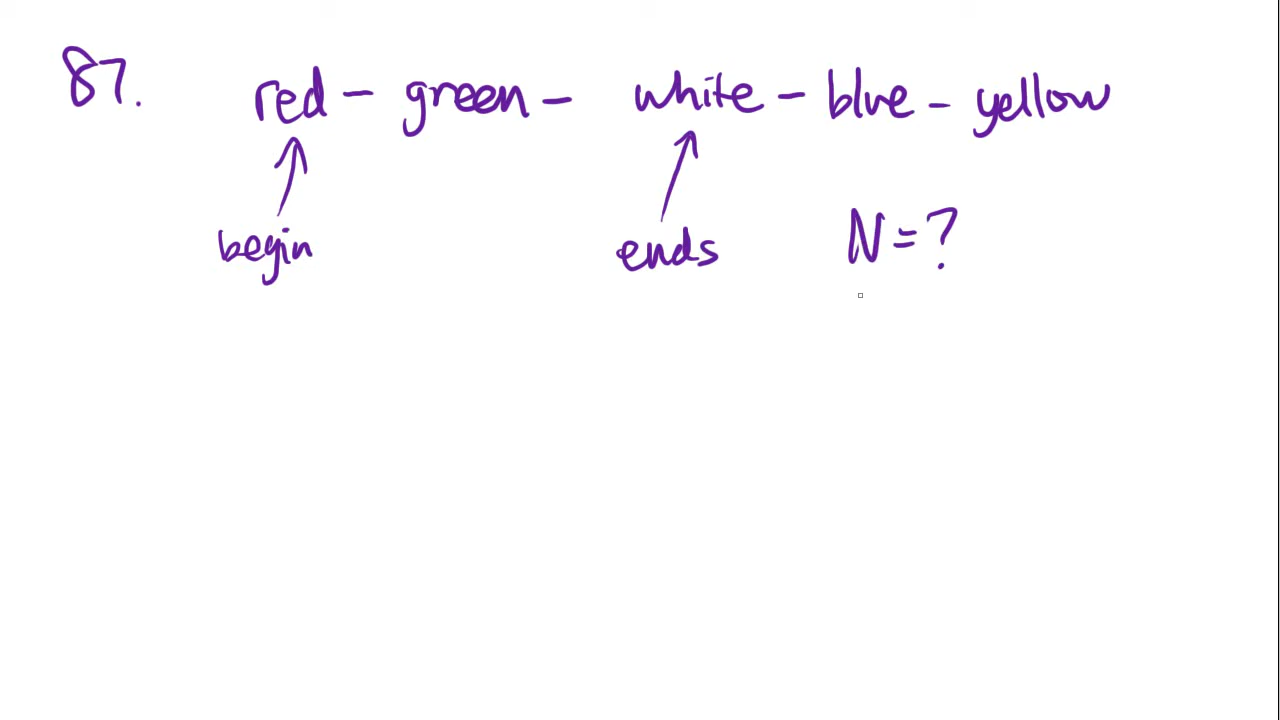 87. red - green - white - blue - yellow
begin ends N = ?